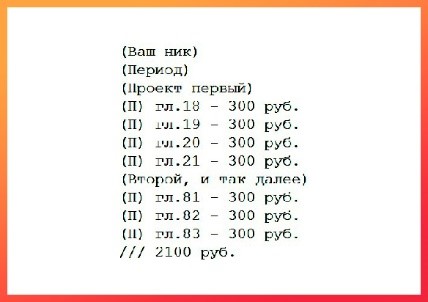 (Ваш ник)
(Период)
(Проект первый)
(П) гл.18 – 300 руб.
(П) гл.19 – 300 руб.
(П) гл.20 – 300 руб.
(П) гл.21 – 300 руб.
(Второй, и так далее)
(П) гл.81 – 300 руб.
(П) гл.82 – 300 руб.
(П) гл.83 – 300 руб.
/// 2100 руб.